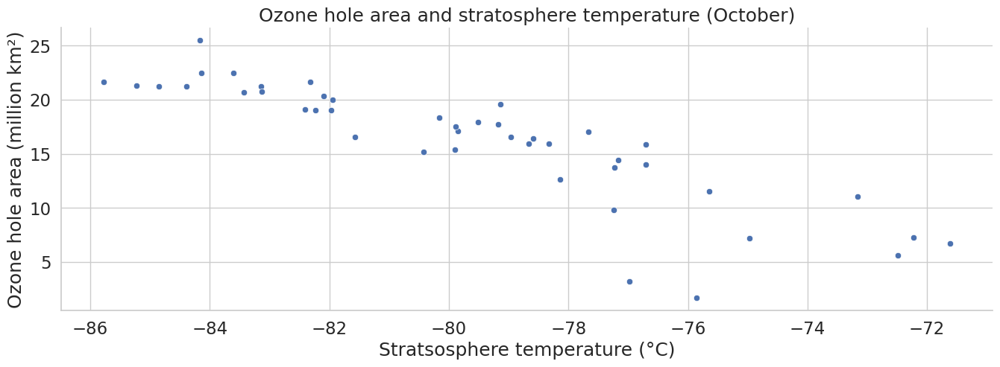 Ozone hole area and stratosphere temperature (October)
Ozone hole area (million km²)
25
20
15
10
5
−86 −84 −82 −80 −78 −76 −74 −72
Stratsosphere temperature (°C)